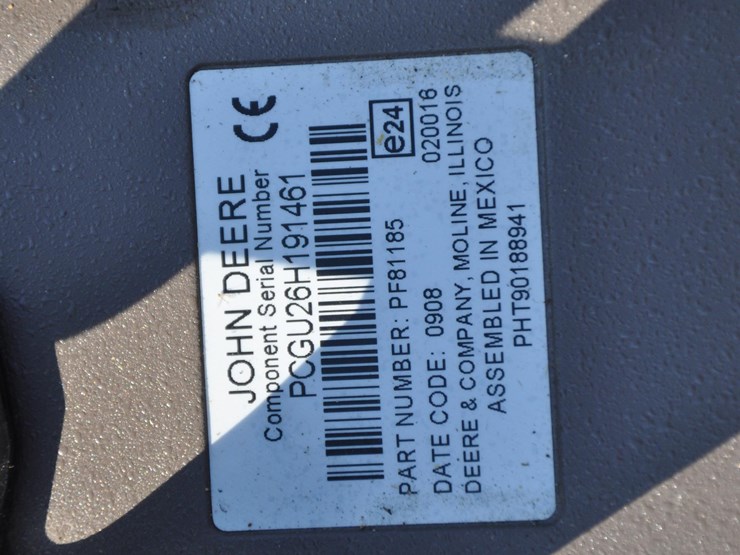 JOHN DEERE CE
Component Serial Number
PCGU26H191461
e24
PART NUMBER: PF81185
DATE CODE: 0908 020016
DEERE & COMPANY, MOLINE, ILLINOIS
ASSEMBLED IN MEXICO
PHT90188941